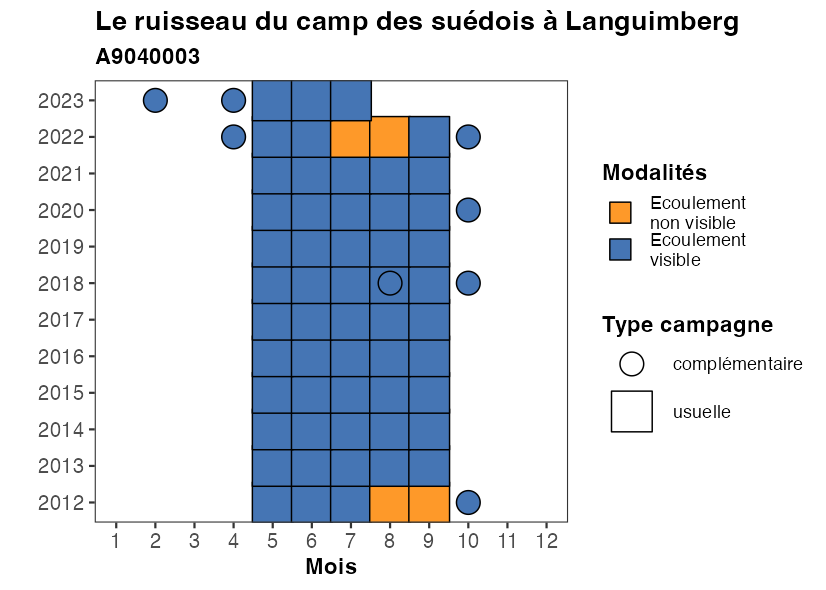 Le ruisseau du camp des suédois à Languimberg
A9040003
2023
2022
2021
2020
2019
2018
2017
2016
2015
2014
2013
2012
1 2 3 4 5 6 7 8 9 10 11 12
Mois
Modalités
Ecoulement
non visible
Ecoulement
visible
Type campagne
complémentaire
usuelle